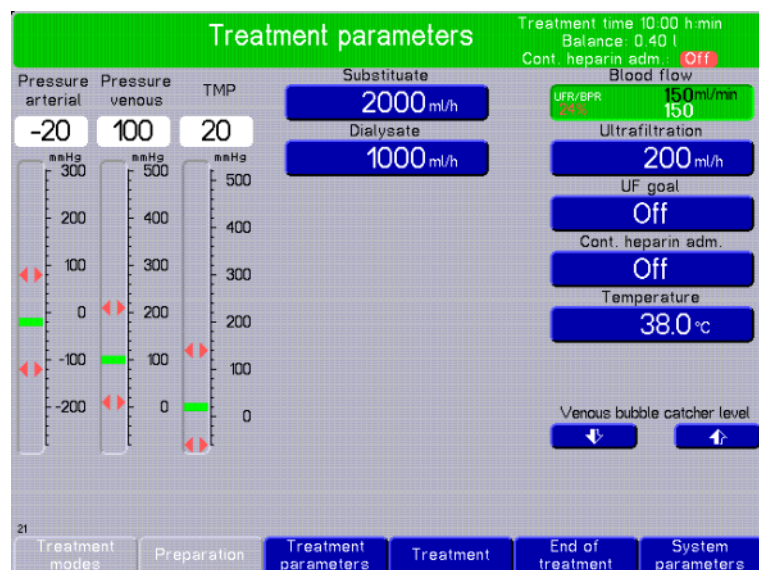 Treatment parameters
Treatment time 10:00 h:min
Balance: 0.40 l
Cont. heparin adm.: Off
Pressure arterial
Pressure venous
TMP
-20
100
20
mmHg
300
200
100
0
-100
-200
mmHg
500
400
300
200
100
0
mmHg
500
400
300
200
100
0
Substituate
2000 ml/h
Dialysate
1000 ml/h
Blood flow
UFR/BPR 150 ml/min
24% 150
Ultrafiltration
200 ml/h
UF goal
Off
Cont. heparin adm.
Off
Temperature
38.0 °C
Venous bubble catcher level
21
Treatment modes
Preparation
Treatment parameters
Treatment
End of treatment
System parameters